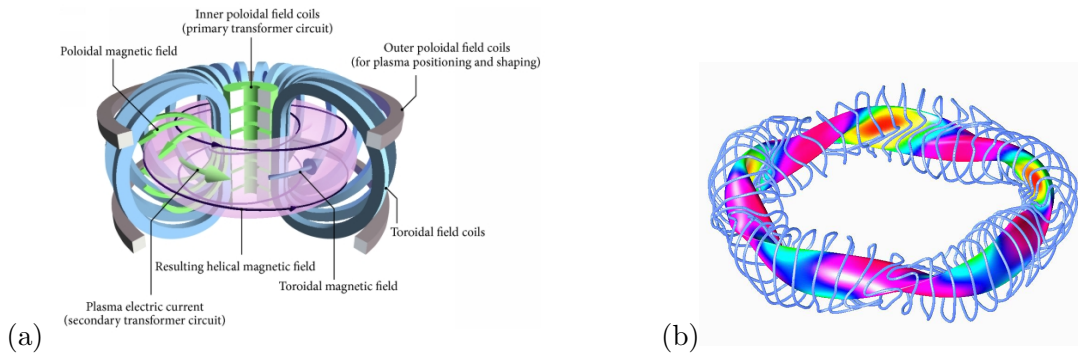 Inner poloidal field coils
(primary transformer circuit)
Poloidal magnetic field
Outer poloidal field coils
(for plasma positioning and shaping)
Toroidal field coils
Resulting helical magnetic field
Toroidal magnetic field
Plasma electric current
(secondary transformer circuit)
(a)
(b)